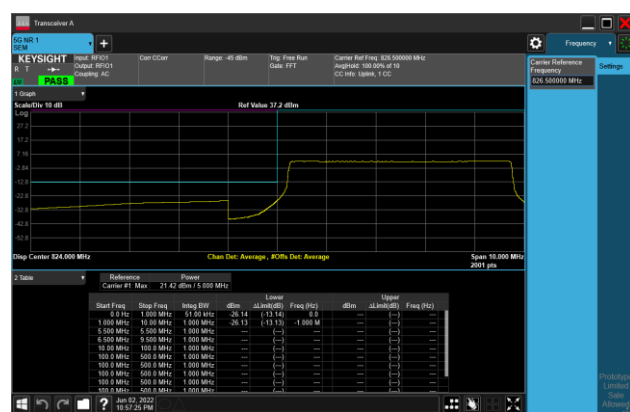 Transceiver A
5G NR 1
SEM
+
Frequency
KEYSIGHT
R T
PASS
Input: RFIO1
Output: RFIO1
Coupling: AC
Corr CCorr
Range: -45 dBm
Trig: Free Run
Gate: FFT
Carrier Ref Freq: 826.500000 MHz
Avg|Hold: 100.00% of 10
CC Info: Uplink, 1 CC
Carrier Reference
Frequency
826.500000 MHz
Settings
1 Graph
Scale/Div 10 dB
Ref Value 37.2 dBm
Log
27.2
17.2
7.16
-2.84
-12.8
-22.8
-32.8
-42.8
-52.8
Disp Center 824.000 MHz
Chan Det: Average , #Offs Det: Average
Span 10.000 MHz
2001 pts
2 Table
Reference Power
Carrier #1 Max 21.42 dBm / 5.000 MHz
Lower Upper
Start Freq Stop Freq Integ BW dBm ΔLimit(dB) Freq (Hz) dBm ΔLimit(dB) Freq (Hz)
0.0 Hz 1.000 MHz 51.00 kHz -26.14 (-13.14) 0.0 --- (---) ---
1.000 MHz 10.00 MHz 1.000 MHz -26.13 (-13.13) -1.000 M --- (---) ---
5.500 MHz 5.500 MHz 1.000 MHz --- (---) --- --- (---) ---
6.500 MHz 9.500 MHz 1.000 MHz --- (---) --- --- (---) ---
10.00 MHz 100.0 MHz 1.000 MHz --- (---) --- --- (---) ---
100.0 MHz 500.0 MHz 1.000 MHz --- (---) --- --- (---) ---
100.0 MHz 500.0 MHz 1.000 MHz --- (---) --- --- (---) ---
100.0 MHz 500.0 MHz 1.000 MHz --- (---) --- --- (---) ---
100.0 MHz 500.0 MHz 1.000 MHz --- (---) --- --- (---) ---
Prototype
Limited
Sale
Allowed
?
Jun 02, 2022
10:57:25 PM